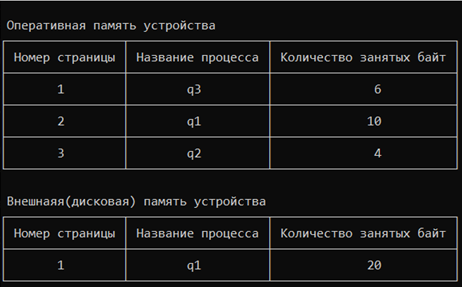 Оперативная память устройства
Номер страницы Название процесса Количество занятых байт
1 q3 6
2 q1 10
3 q2 4
Внешнаяя(дисковая) память устройства
Номер страницы Название процесса Количество занятых байт
1 q1 20